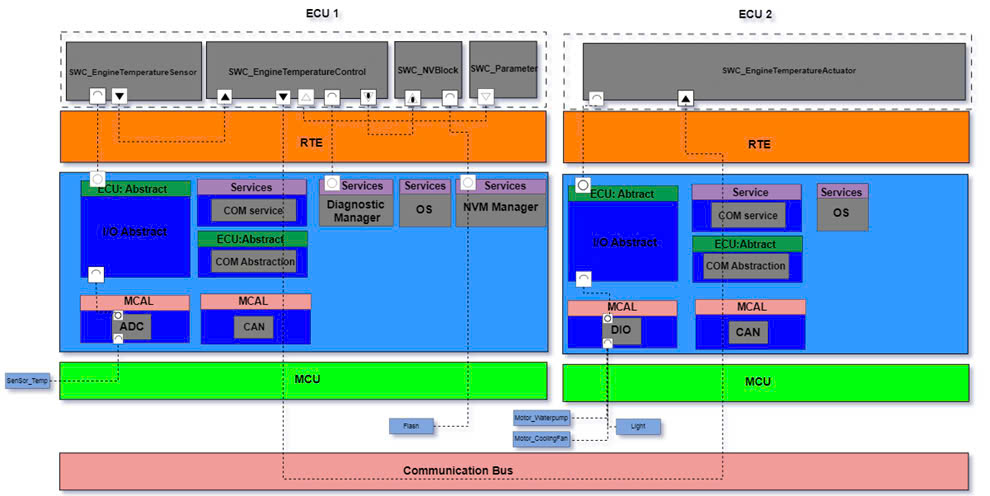 ECU 1
ECU 2
SWC_EngineTemperatureSensor
SWC_EngineTemperatureControl
SWC_NVBlock
SWC_Parameter
SWC_EngineTemperatureActuator
RTE
RTE
ECU: Abstract
I/O Abstract
Services
COM service
ECU:Abstract
COM Abstraction
Services
Diagnostic
Manager
Services
OS
Services
NVM Manager
MCAL
ADC
MCAL
CAN
ECU: Abtract
I/O Abstract
Service
COM service
ECU:Abtract
COM Abstraction
Services
OS
MCAL
DIO
MCAL
CAN
MCU
MCU
SenSor_Temp
Flash
Motor_Waterpump
Motor_CoolingFan
Light
Communication Bus